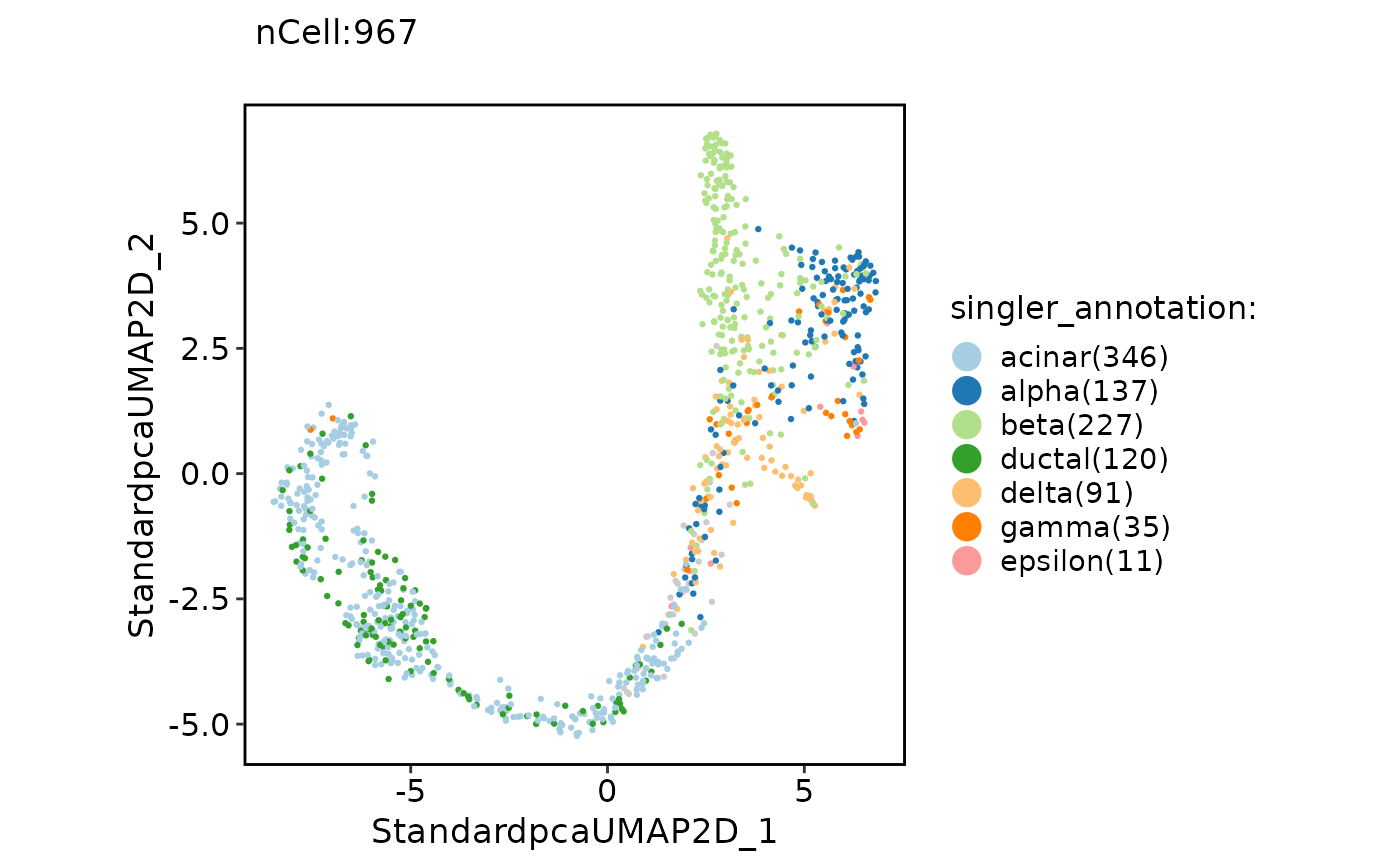 nCell:967
StandardpcaUMAP2D_2
5.0
2.5
0.0
-2.5
-5.0
-5
0
5
StandardpcaUMAP2D_1
singler_annotation:
acinar(346)
alpha(137)
beta(227)
ductal(120)
delta(91)
gamma(35)
epsilon(11)